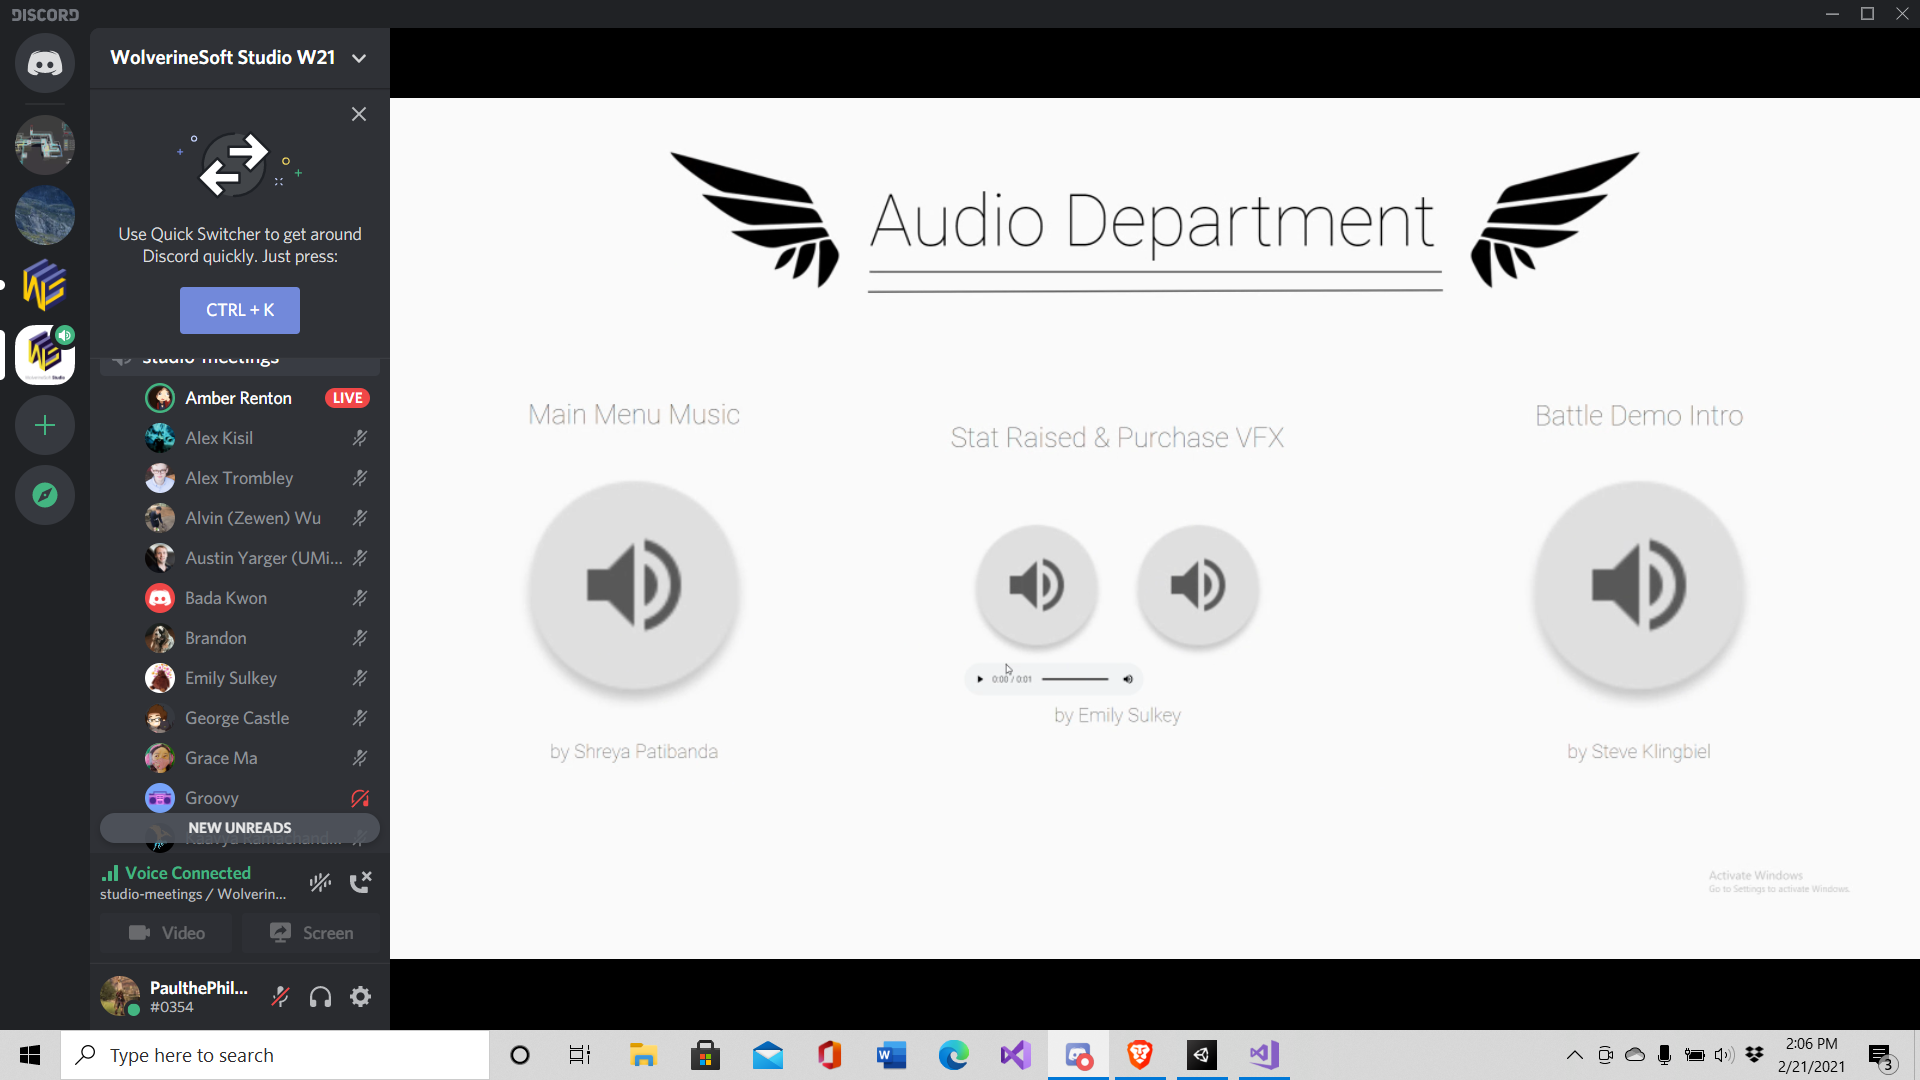 DISCORD
WolverineSoft Studio W21
Use Quick Switcher to get around
Discord quickly. Just press:
CTRL + K
studio-meetings
Amber Renton
LIVE
Alex Kisil
Alex Trombley
Alvin (Zewen) Wu
Austin Yarger (UMi...
Bada Kwon
Brandon
Emily Sulkey
George Castle
Grace Ma
Groovy
NEW UNREADS
Voice Connected
studio-meetings / Wolverin...
Video
Screen
PaulthePhil...
#0354
Audio Department
Main Menu Music
by Shreya Patibanda
Stat Raised & Purchase VFX
0:00 / 0:01
by Emily Sulkey
Battle Demo Intro
by Steve Klingbiel
Activate Windows
Go to Settings to activate Windows.
Type here to search
2:06 PM
2/21/2021
3